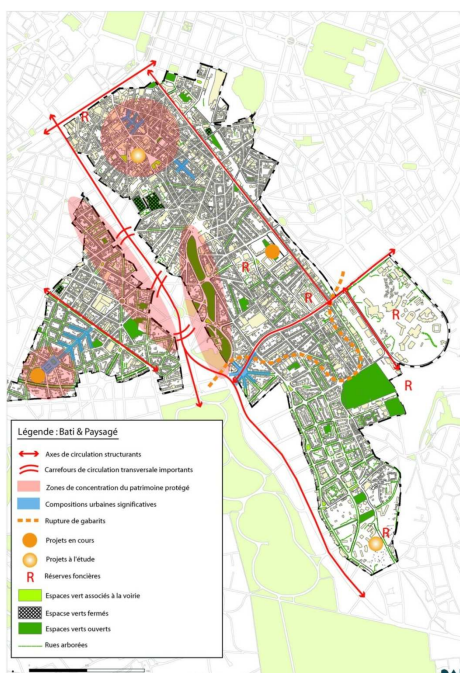 R
R
R
R
R
R
Légende : Bati & Paysagé
Axes de circulation structurants
Carrefours de circulation transversale importants
Zones de concentration du patrimoine protégé
Compositions urbaines significatives
Rupture de gabarits
Projets en cours
Projets à l'étude
R Réserves foncières
Espaces vert associés à la voirie
Espacse verts fermés
Espaces verts ouverts
Rues arborées